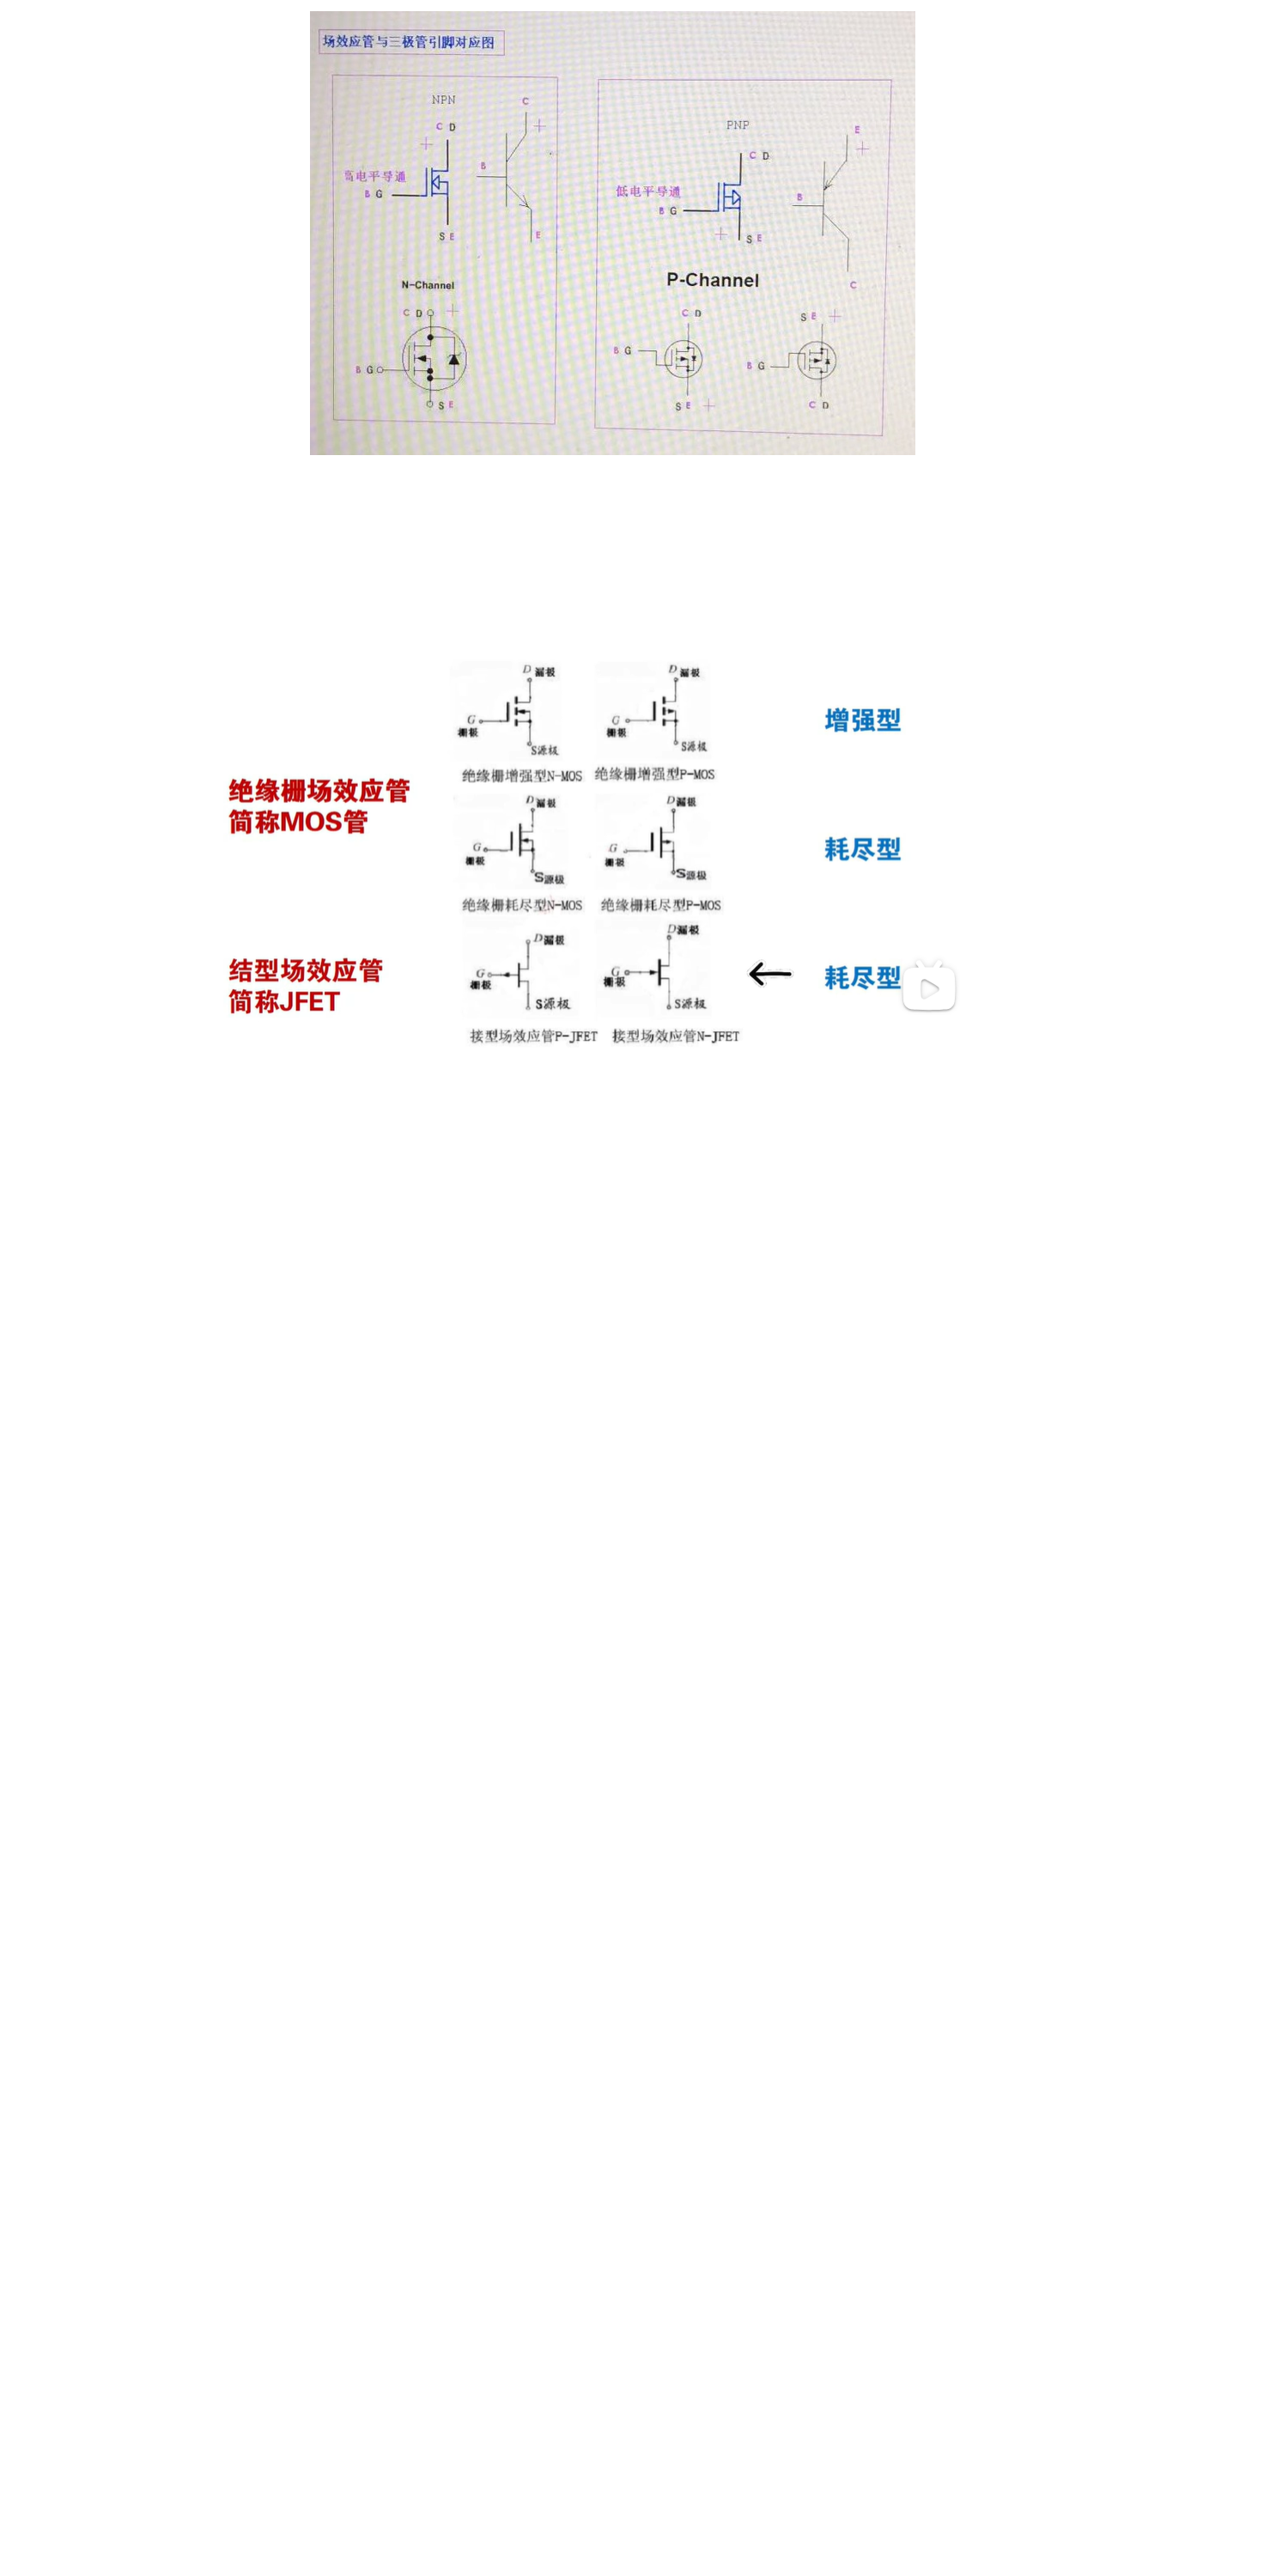 场效应管与三极管引脚对应图
NPN
C D
+
高电平导通
B G
S E
C
+
B
E
N-Channel
C D
+
B G
S E
PNP
C D
低电平导通
B G
+
S E
E
+
B
C
P-Channel
C D
B G
S E +
S E +
B G
C D
D 漏极
G
栅极
S源极
绝缘栅增强型N-MOS
D 漏极
G
栅极
S源极
绝缘栅增强型P-MOS
增强型
绝缘栅场效应管
简称MOS管
D漏极
G
栅极
S源极
绝缘栅耗尽型N-MOS
D漏极
G
栅极
S源极
绝缘栅耗尽型P-MOS
耗尽型
结型场效应管
简称JFET
D漏极
G
栅极
S源极
接型场效应管P-JFET
D漏极
G
栅极
S源极
接型场效应管N-JFET
耗尽型